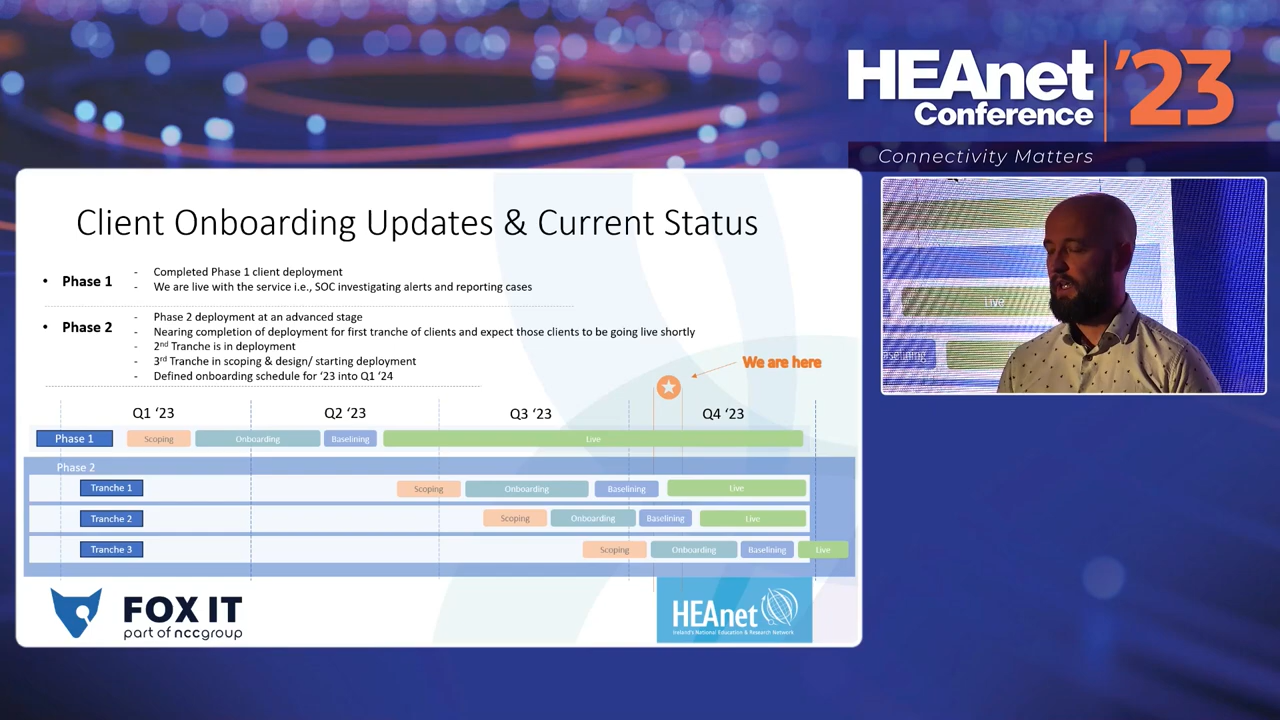 HEAnet
Conference
'23
Connectivity Matters
Client Onboarding Updates & Current Status
• Phase 1
- Completed Phase 1 client deployment
- We are live with the service i.e., SOC investigating alerts and reporting cases
• Phase 2
- Phase 2 deployment at an advanced stage
- Nearing completion of deployment for first tranche of clients and expect those clients to be going live shortly
- 2nd Tranche is in deployment
- 3rd Tranche in scoping & design/ starting deployment
- Defined onboarding schedule for '23 into Q1 '24
We are here
Q1 '23 Q2 '23 Q3 '23 Q4 '23
Phase 1 Scoping Onboarding Baselining Live
Phase 2
Tranche 1 Scoping Onboarding Baselining Live
Tranche 2 Scoping Onboarding Baselining Live
Tranche 3 Scoping Onboarding Baselining Live
FOX IT
part of nccgroup
HEAnet
Ireland's National Education & Research Network
Live